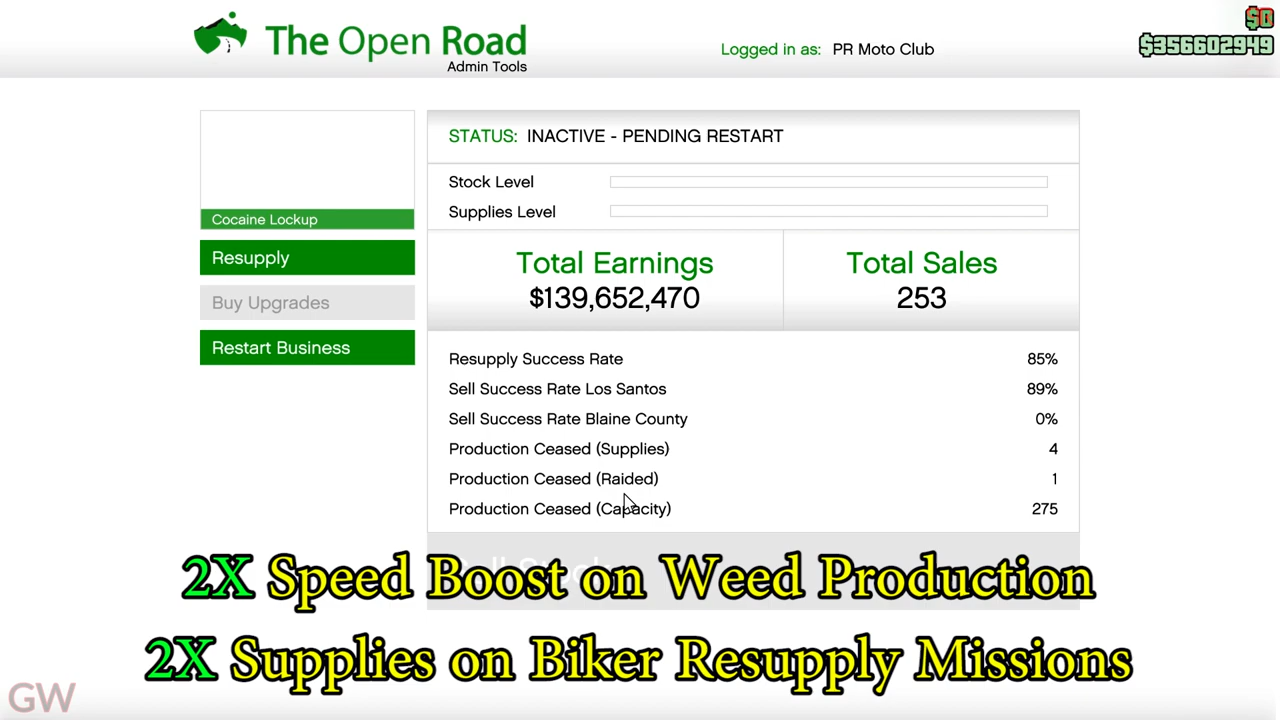 The Open Road
Admin Tools
Logged in as: PR Moto Club
$0
$356602949
Cocaine Lockup
Resupply
Buy Upgrades
Restart Business
STATUS: INACTIVE - PENDING RESTART
Stock Level
Supplies Level
Total Earnings
$139,652,470
Total Sales
253
Resupply Success Rate 85%
Sell Success Rate Los Santos 89%
Sell Success Rate Blaine County 0%
Production Ceased (Supplies) 4
Production Ceased (Raided) 1
Production Ceased (Capacity) 275
2X Speed Boost on Weed Production
2X Supplies on Biker Resupply Missions
GW